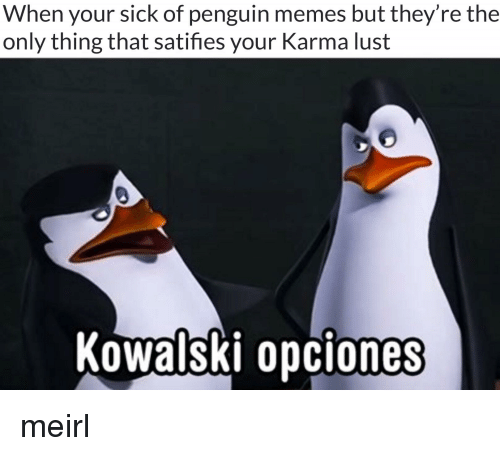 When your sick of penguin memes but they're the
only thing that satifies your Karma lust
Kowalski opciones
meirl